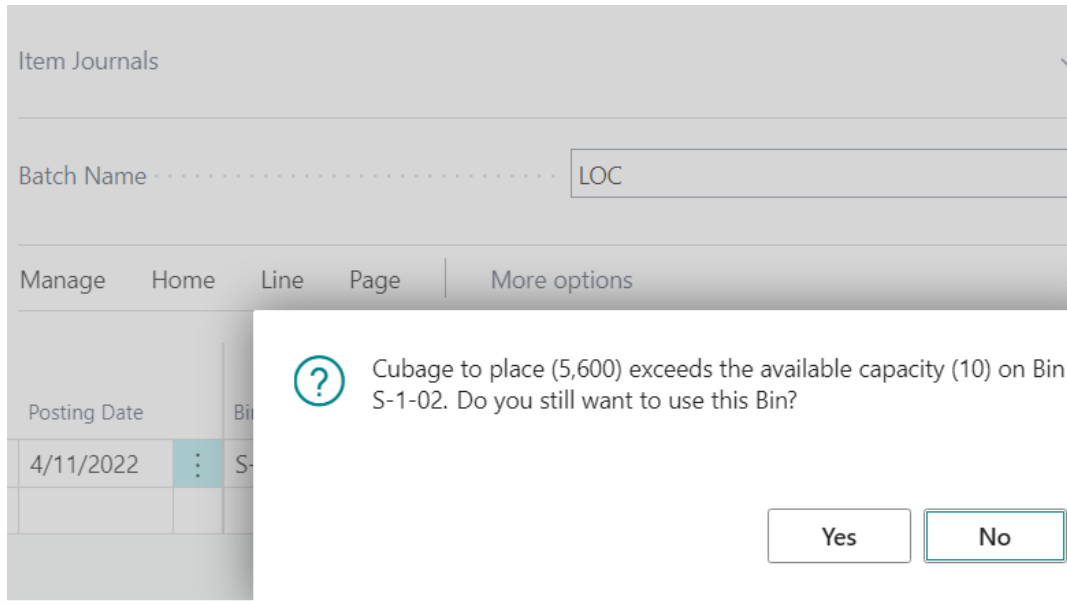 Item Journals
Batch Name
LOC
Manage Home Line Page More options
Cubage to place (5,600) exceeds the available capacity (10) on Bin
S-1-02. Do you still want to use this Bin?
Posting Date Bi
4/11/2022 S-
Yes No